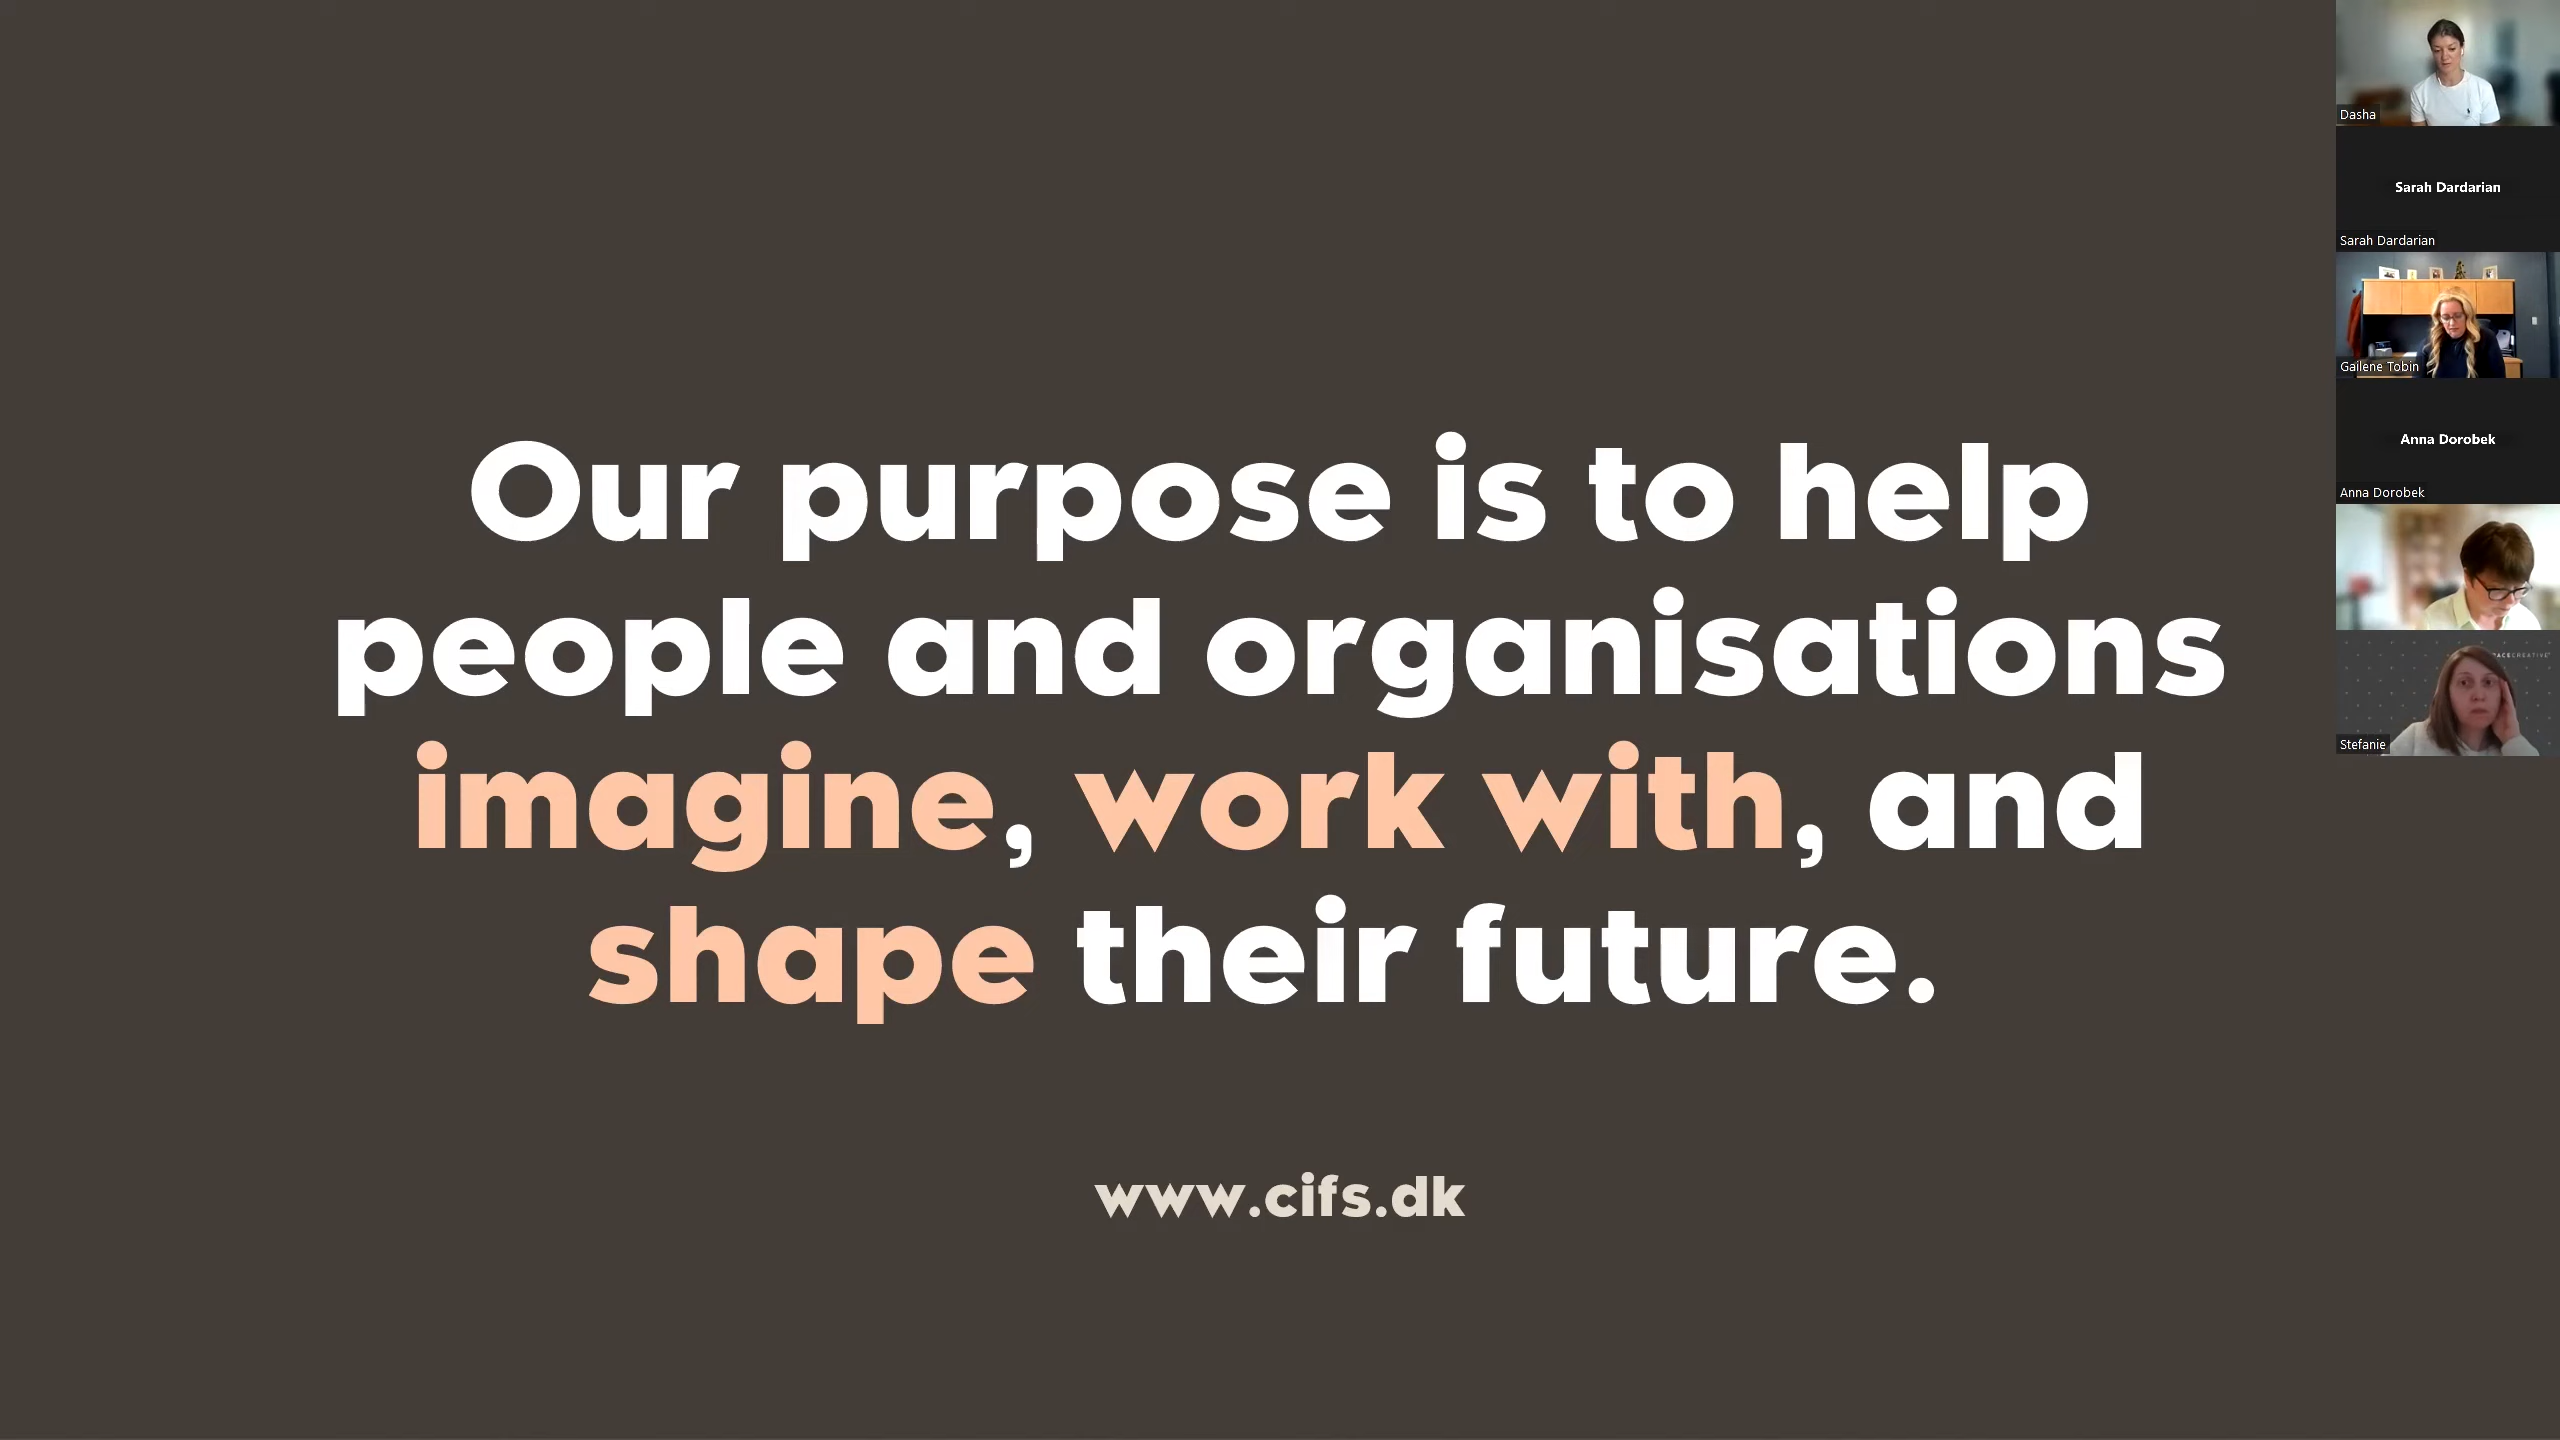 Our purpose is to help
people and organisations
imagine, work with, and
shape their future.
www.cifs.dk
Dasha
Sarah Dardarian
Sarah Dardarian
Gailene Tobin
Anna Dorobek
Anna Dorobek
Stefanie